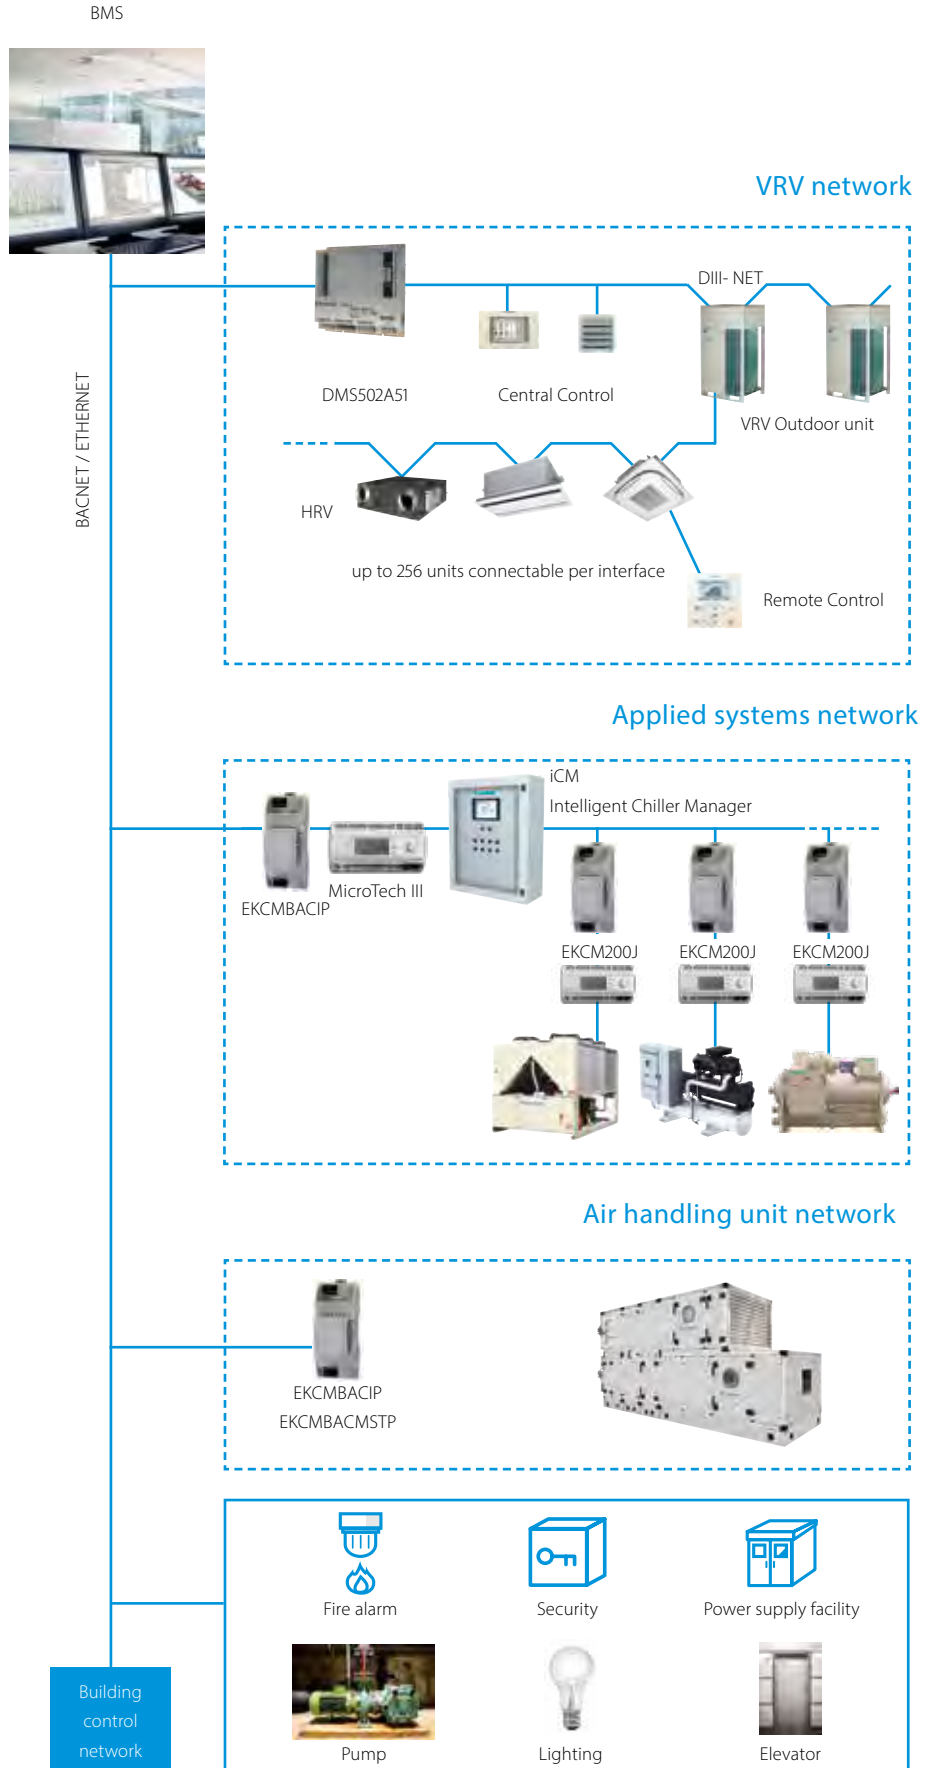 BMS
VRV network
DIII- NET
DMS502A51
Central Control
VRV Outdoor unit
BACNET / ETHERNET
HRV
up to 256 units connectable per interface
Remote Control
Applied systems network
iCM
Intelligent Chiller Manager
MicroTech III
EKCMBACIP
EKCM200J
EKCM200J
EKCM200J
Air handling unit network
EKCMBACIP
EKCMBACMSTP
Fire alarm
Security
Power supply facility
Building
control
network
Pump
Lighting
Elevator